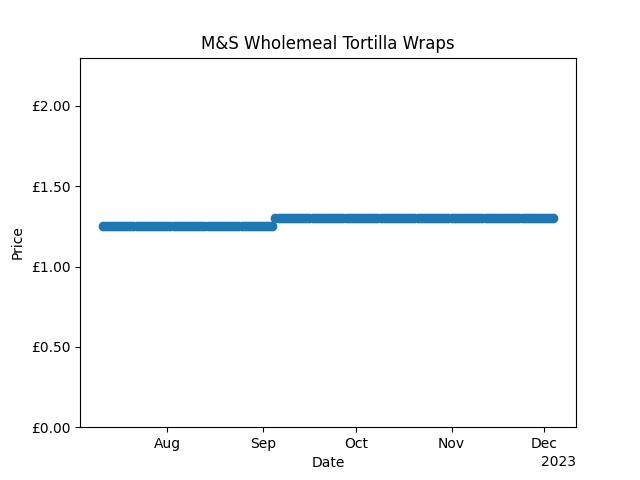 M&S Wholemeal Tortilla Wraps
Price
£2.00
£1.50
£1.00
£0.50
£0.00
Aug Sep Oct Nov Dec
Date
2023